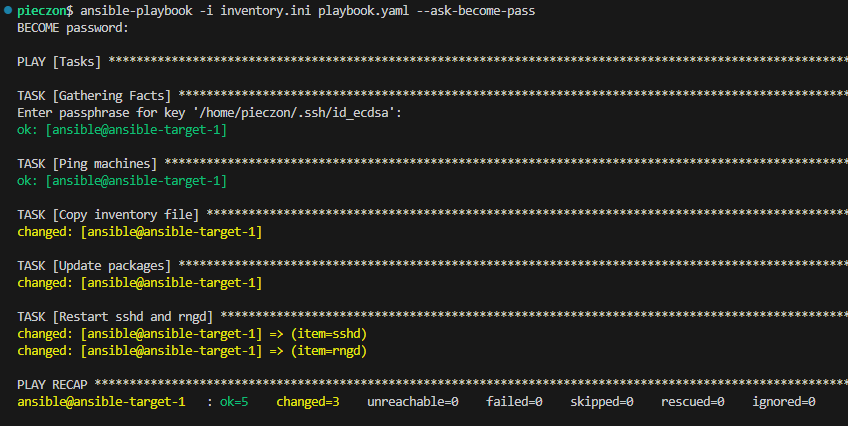 pieczon$ ansible-playbook -i inventory.ini playbook.yaml --ask-become-pass
BECOME password:
PLAY [Tasks] *********************************************************************************************************
TASK [Gathering Facts] ***********************************************************************************************
Enter passphrase for key '/home/pieczon/.ssh/id_ecdsa':
ok: [ansible@ansible-target-1]
TASK [Ping machines] *************************************************************************************************
ok: [ansible@ansible-target-1]
TASK [Copy inventory file] *******************************************************************************************
changed: [ansible@ansible-target-1]
TASK [Update packages] ***********************************************************************************************
changed: [ansible@ansible-target-1]
TASK [Restart sshd and rngd] *****************************************************************************************
changed: [ansible@ansible-target-1] => (item=sshd)
changed: [ansible@ansible-target-1] => (item=rngd)
PLAY RECAP ***********************************************************************************************************
ansible@ansible-target-1   : ok=5    changed=3    unreachable=0    failed=0    skipped=0    rescued=0    ignored=0